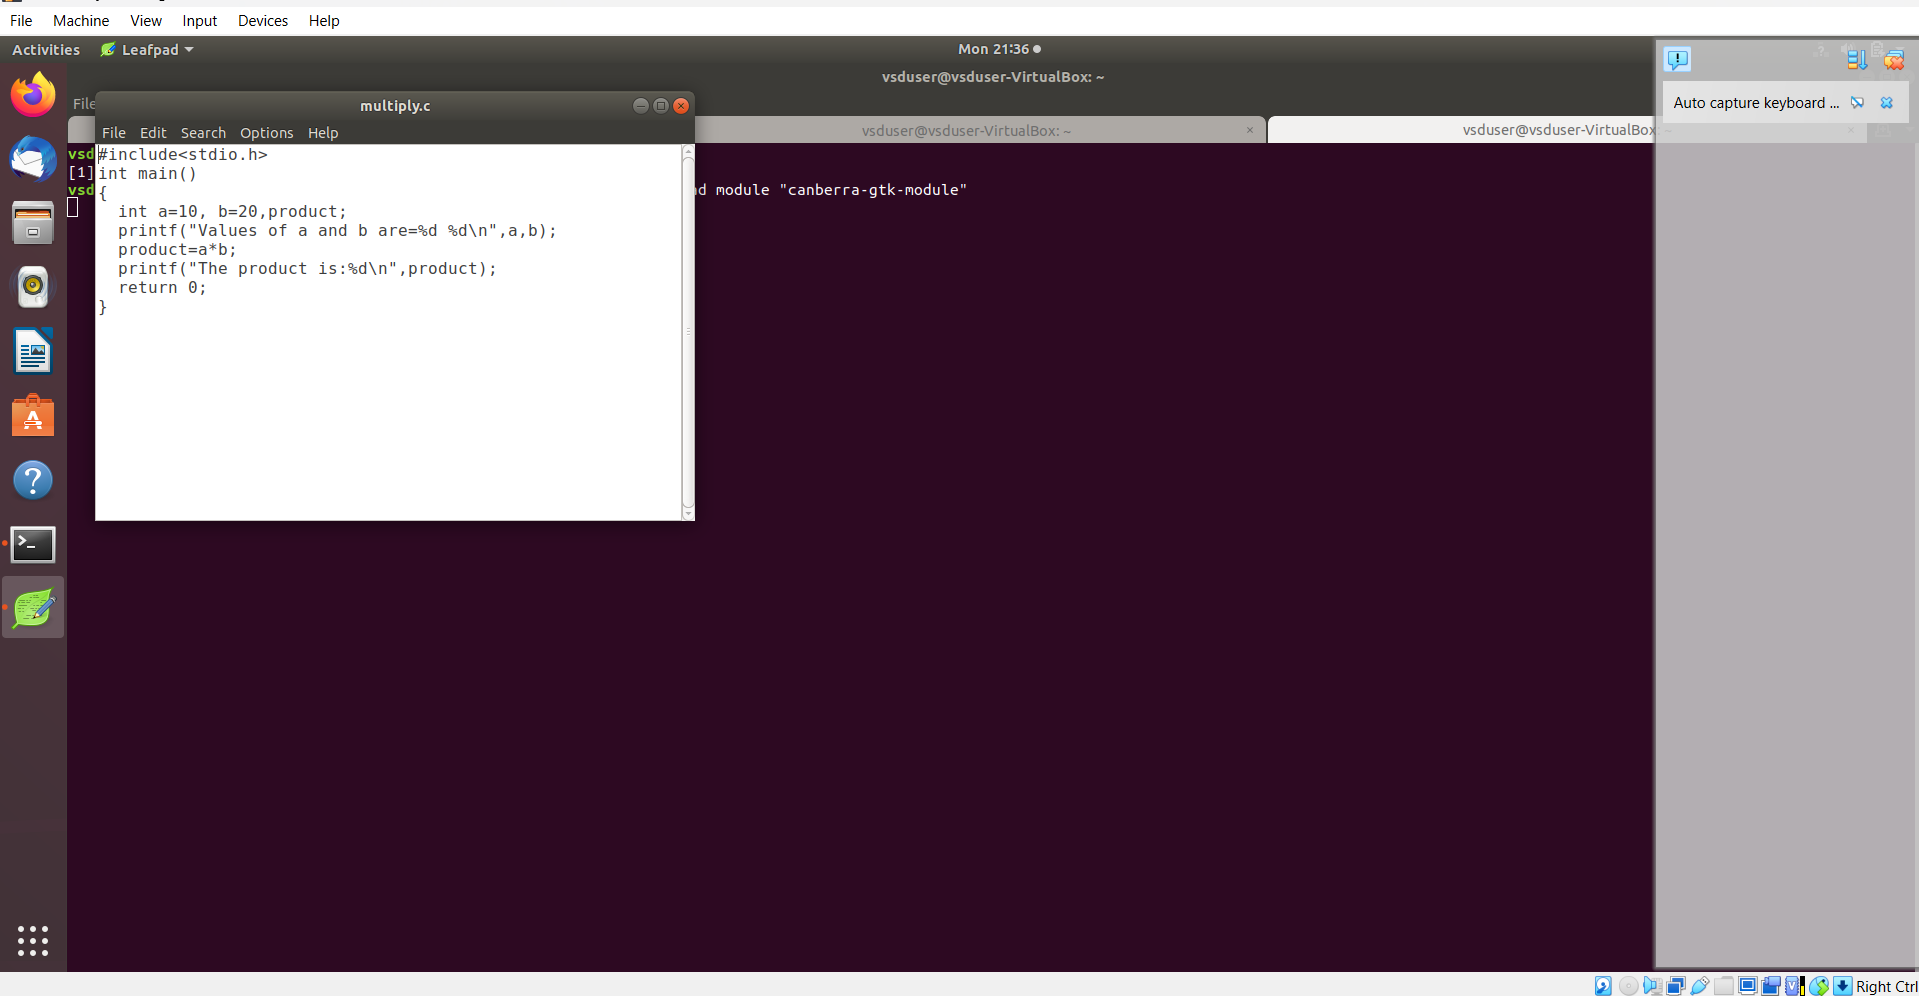 File Machine View Input Devices Help
Activities Leafpad Mon 21:36
vsduser@vsduser-VirtualBox: ~
File
multiply.c
File Edit Search Options Help
vsduser@vsduser-VirtualBox: ~
vsduser@vsduser-VirtualBox: ~
Auto capture keyboard ...
vsd
[1]
vsd
module "canberra-gtk-module"
#include<stdio.h>
int main()
{
int a=10, b=20,product;
printf("Values of a and b are=%d %d\n",a,b);
product=a*b;
printf("The product is:%d\n",product);
return 0;
}
Right Ctrl